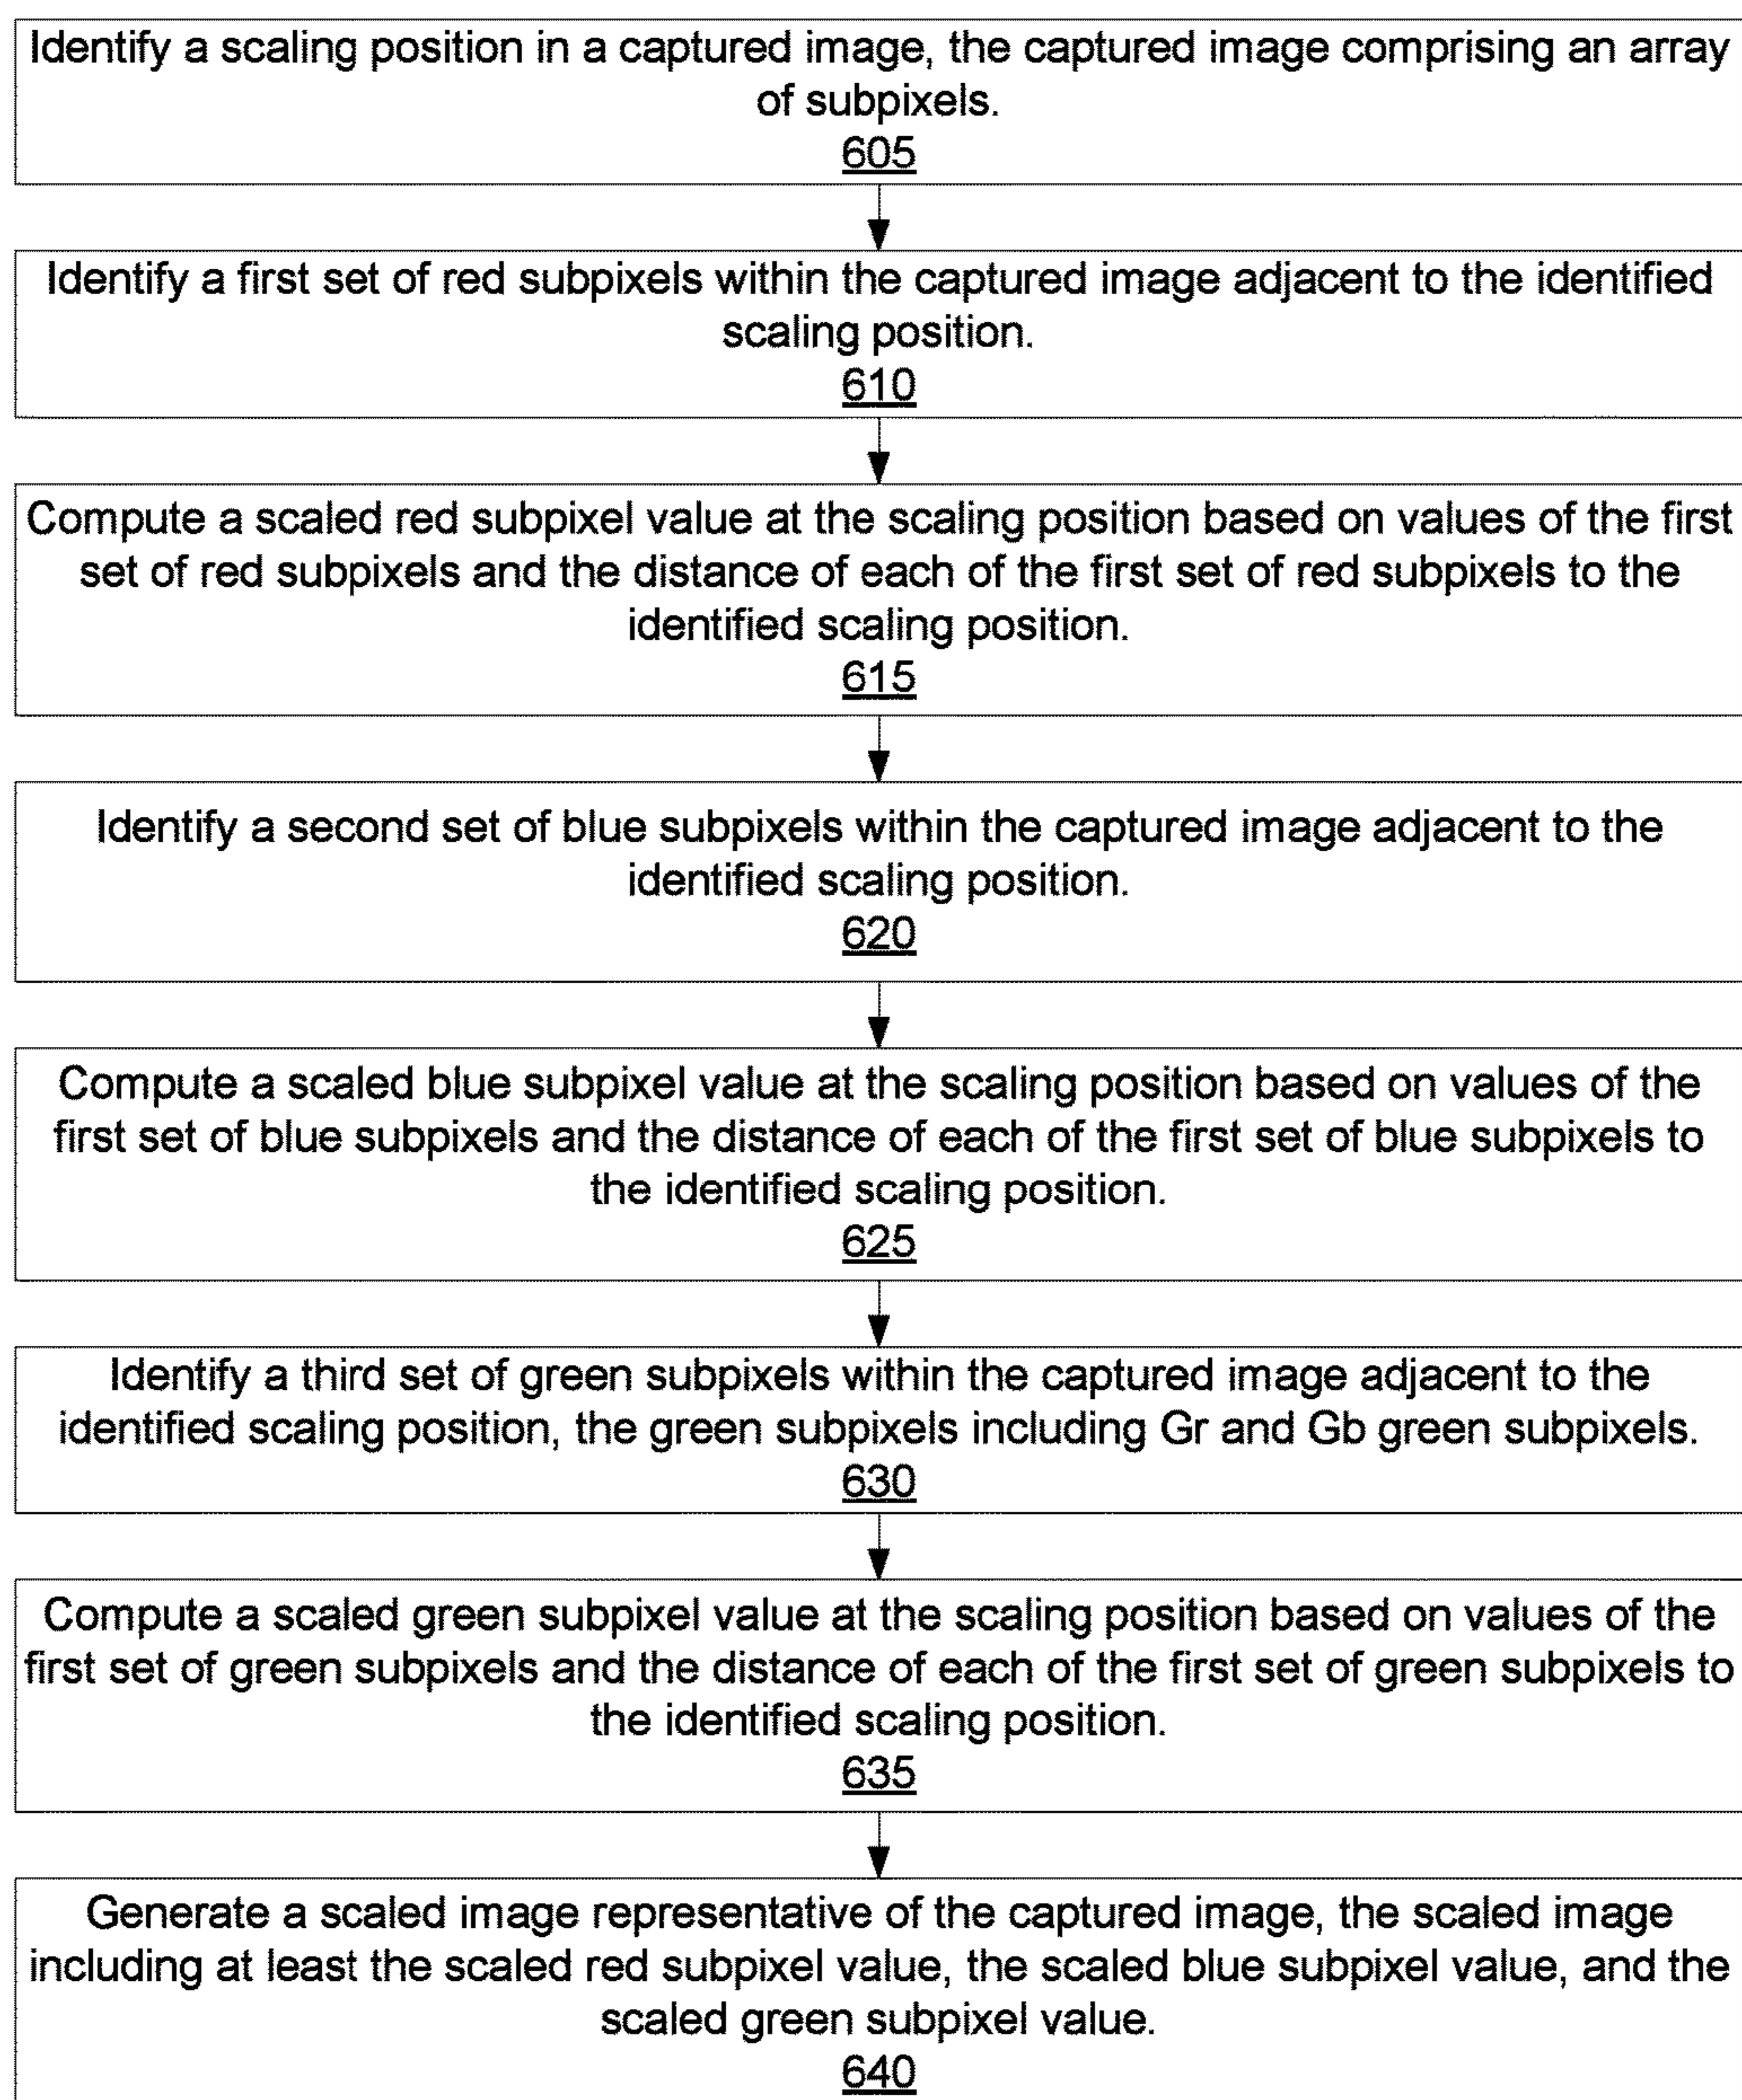 Identify a scaling position in a captured image, the captured image comprising an array
of subpixels.
605
Identify a first set of red subpixels within the captured image adjacent to the identified
scaling position.
610
Compute a scaled red subpixel value at the scaling position based on values of the first
set of red subpixels and the distance of each of the first set of red subpixels to the
identified scaling position.
615
Identify a second set of blue subpixels within the captured image adjacent to the
identified scaling position.
620
Compute a scaled blue subpixel value at the scaling position based on values of the
first set of blue subpixels and the distance of each of the first set of blue subpixels to
the identified scaling position.
625
Identify a third set of green subpixels within the captured image adjacent to the
identified scaling position, the green subpixels including Gr and Gb green subpixels.
630
Compute a scaled green subpixel value at the scaling position based on values of the
first set of green subpixels and the distance of each of the first set of green subpixels to
the identified scaling position.
635
Generate a scaled image representative of the captured image, the scaled image
including at least the scaled red subpixel value, the scaled blue subpixel value, and the
scaled green subpixel value.
640